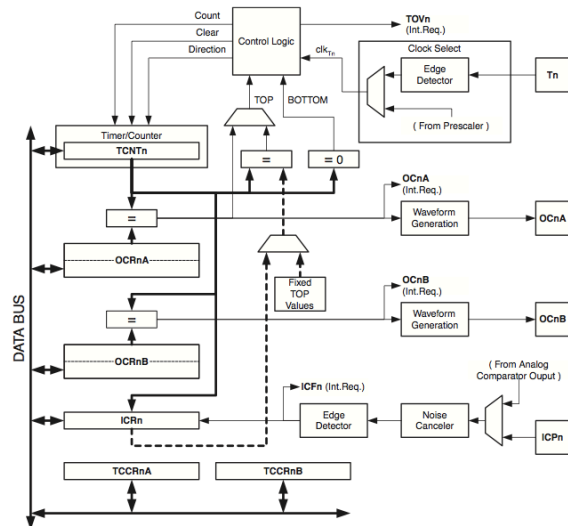 Count
Clear
Direction
Control Logic
TOVn
(Int.Req.)
clkTn
Clock Select
Edge
Detector
Tn
( From Prescaler )
TOP
BOTTOM
Timer/Counter
TCNTn
=
= 0
=
OCnA
(Int.Req.)
Waveform
Generation
OCnA
OCRnA
Fixed
TOP
Values
=
OCnB
(Int.Req.)
Waveform
Generation
OCnB
OCRnB
DATA BUS
( From Analog
Comparator Ouput )
ICFn (Int.Req.)
ICRn
Edge
Detector
Noise
Canceler
ICPn
TCCRnA
TCCRnB